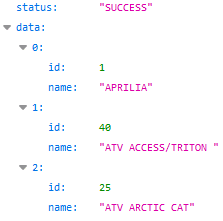 status: "SUCCESS"
data:
0:
id: 1
name: "APRILIA"
1:
id: 40
name: "ATV ACCESS/TRITON "
2:
id: 25
name: "ATV ARCTIC CAT"